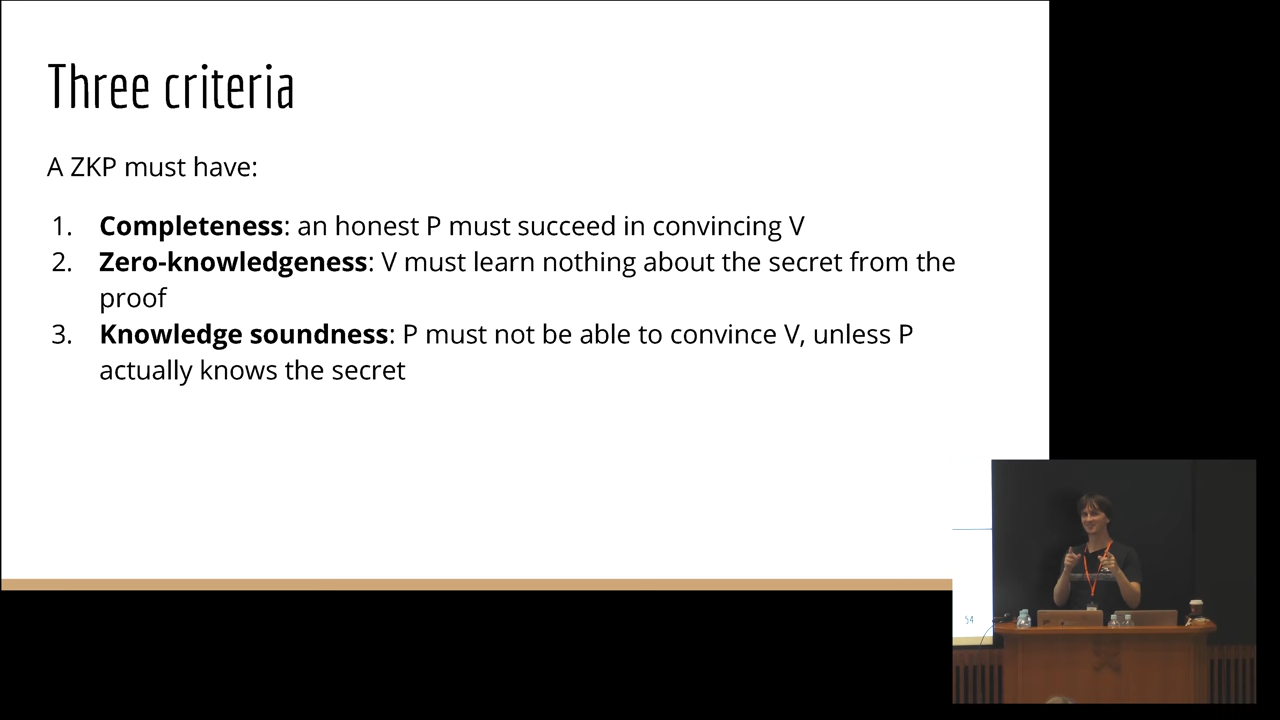 Three criteria
A ZKP must have:
1. Completeness: an honest P must succeed in convincing V
2. Zero-knowledgeness: V must learn nothing about the secret from the
proof
3. Knowledge soundness: P must not be able to convince V, unless P
actually knows the secret
54